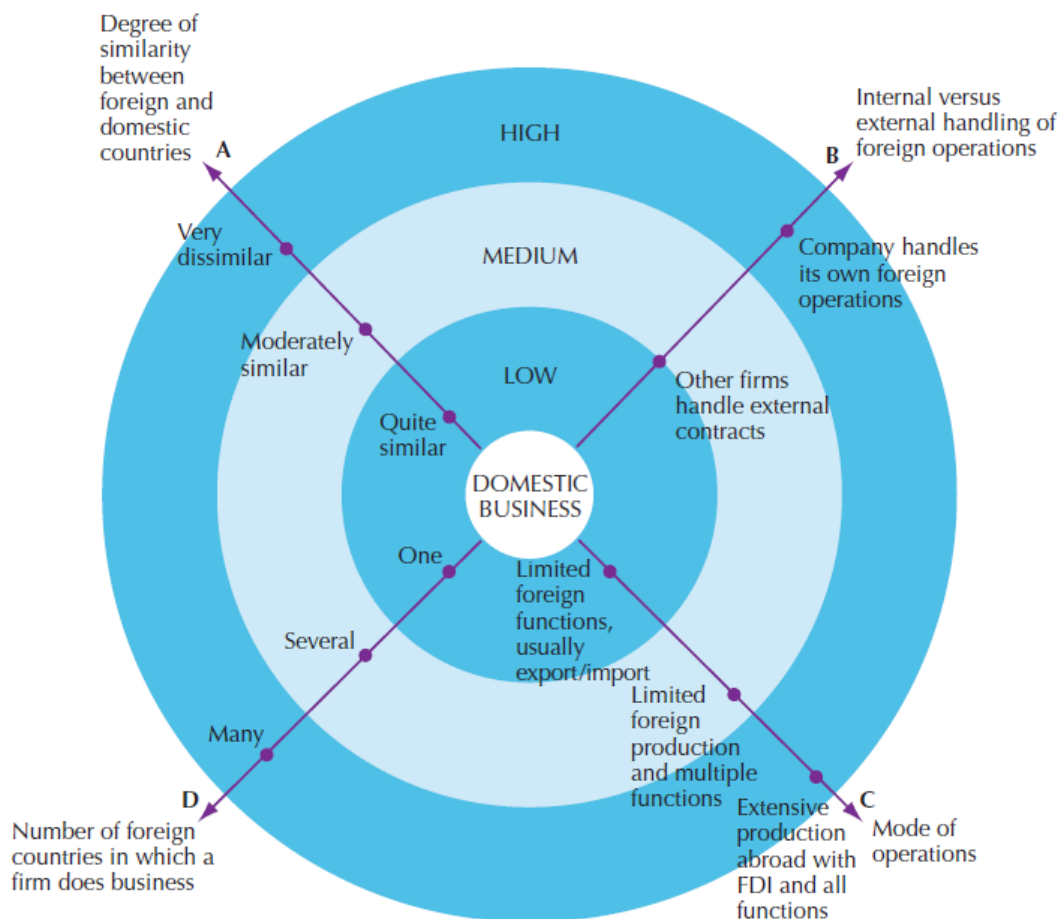 Degree of
similarity
between
foreign and
domestic
countries
A
HIGH
Internal versus
external handling of
foreign operations
B
Very
dissimilar
MEDIUM
Company handles
its own foreign
operations
Moderately
similar
LOW
Other firms
handle external
contracts
Quite
similar
DOMESTIC
BUSINESS
One
Limited
foreign
functions,
usually
export/import
Several
Limited
foreign
production
and multiple
functions
Many
D
Number of foreign
countries in which a
firm does business
Extensive
production
abroad with
FDI and all
functions
C
Mode of
operations